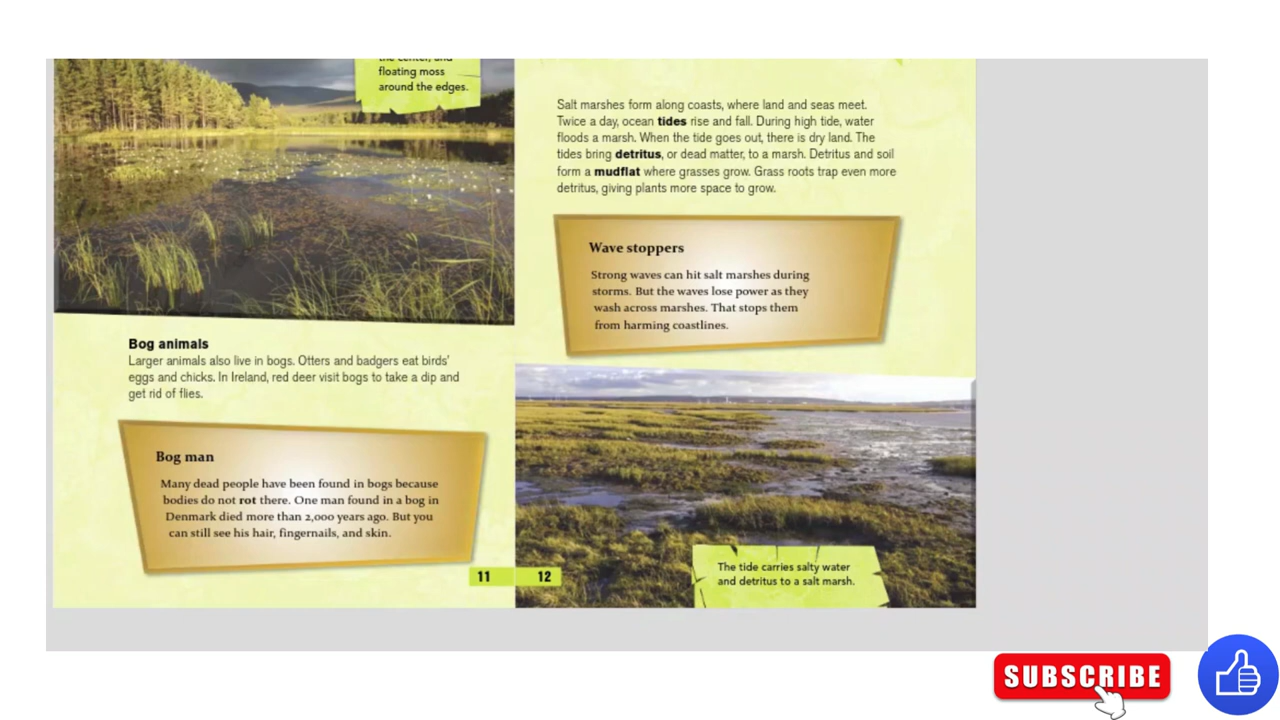 the center, and
floating moss
around the edges.
Bog animals
Larger animals also live in bogs. Otters and badgers eat birds'
eggs and chicks. In Ireland, red deer visit bogs to take a dip and
get rid of flies.
Bog man
Many dead people have been found in bogs because
bodies do not rot there. One man found in a bog in
Denmark died more than 2,000 years ago. But you
can still see his hair, fingernails, and skin.
11
Salt marshes form along coasts, where land and seas meet.
Twice a day, ocean tides rise and fall. During high tide, water
floods a marsh. When the tide goes out, there is dry land. The
tides bring detritus, or dead matter, to a marsh. Detritus and soil
form a mudflat where grasses grow. Grass roots trap even more
detritus, giving plants more space to grow.
Wave stoppers
Strong waves can hit salt marshes during
storms. But the waves lose power as they
wash across marshes. That stops them
from harming coastlines.
The tide carries salty water
and detritus to a salt marsh.
12
SUBSCRIBE